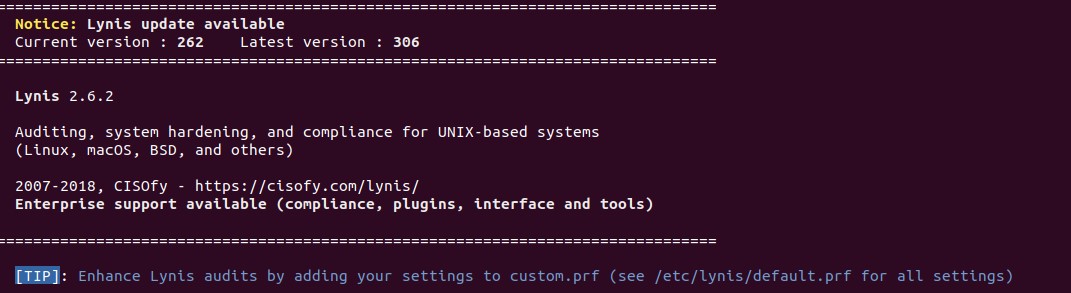 ================================================================================
Notice: Lynis update available
Current version : 262    Latest version : 306
================================================================================
Lynis 2.6.2
Auditing, system hardening, and compliance for UNIX-based systems
(Linux, macOS, BSD, and others)
2007-2018, CISOfy - https://cisofy.com/lynis/
Enterprise support available (compliance, plugins, interface and tools)
================================================================================
[TIP]: Enhance Lynis audits by adding your settings to custom.prf (see /etc/lynis/default.prf for all settings)